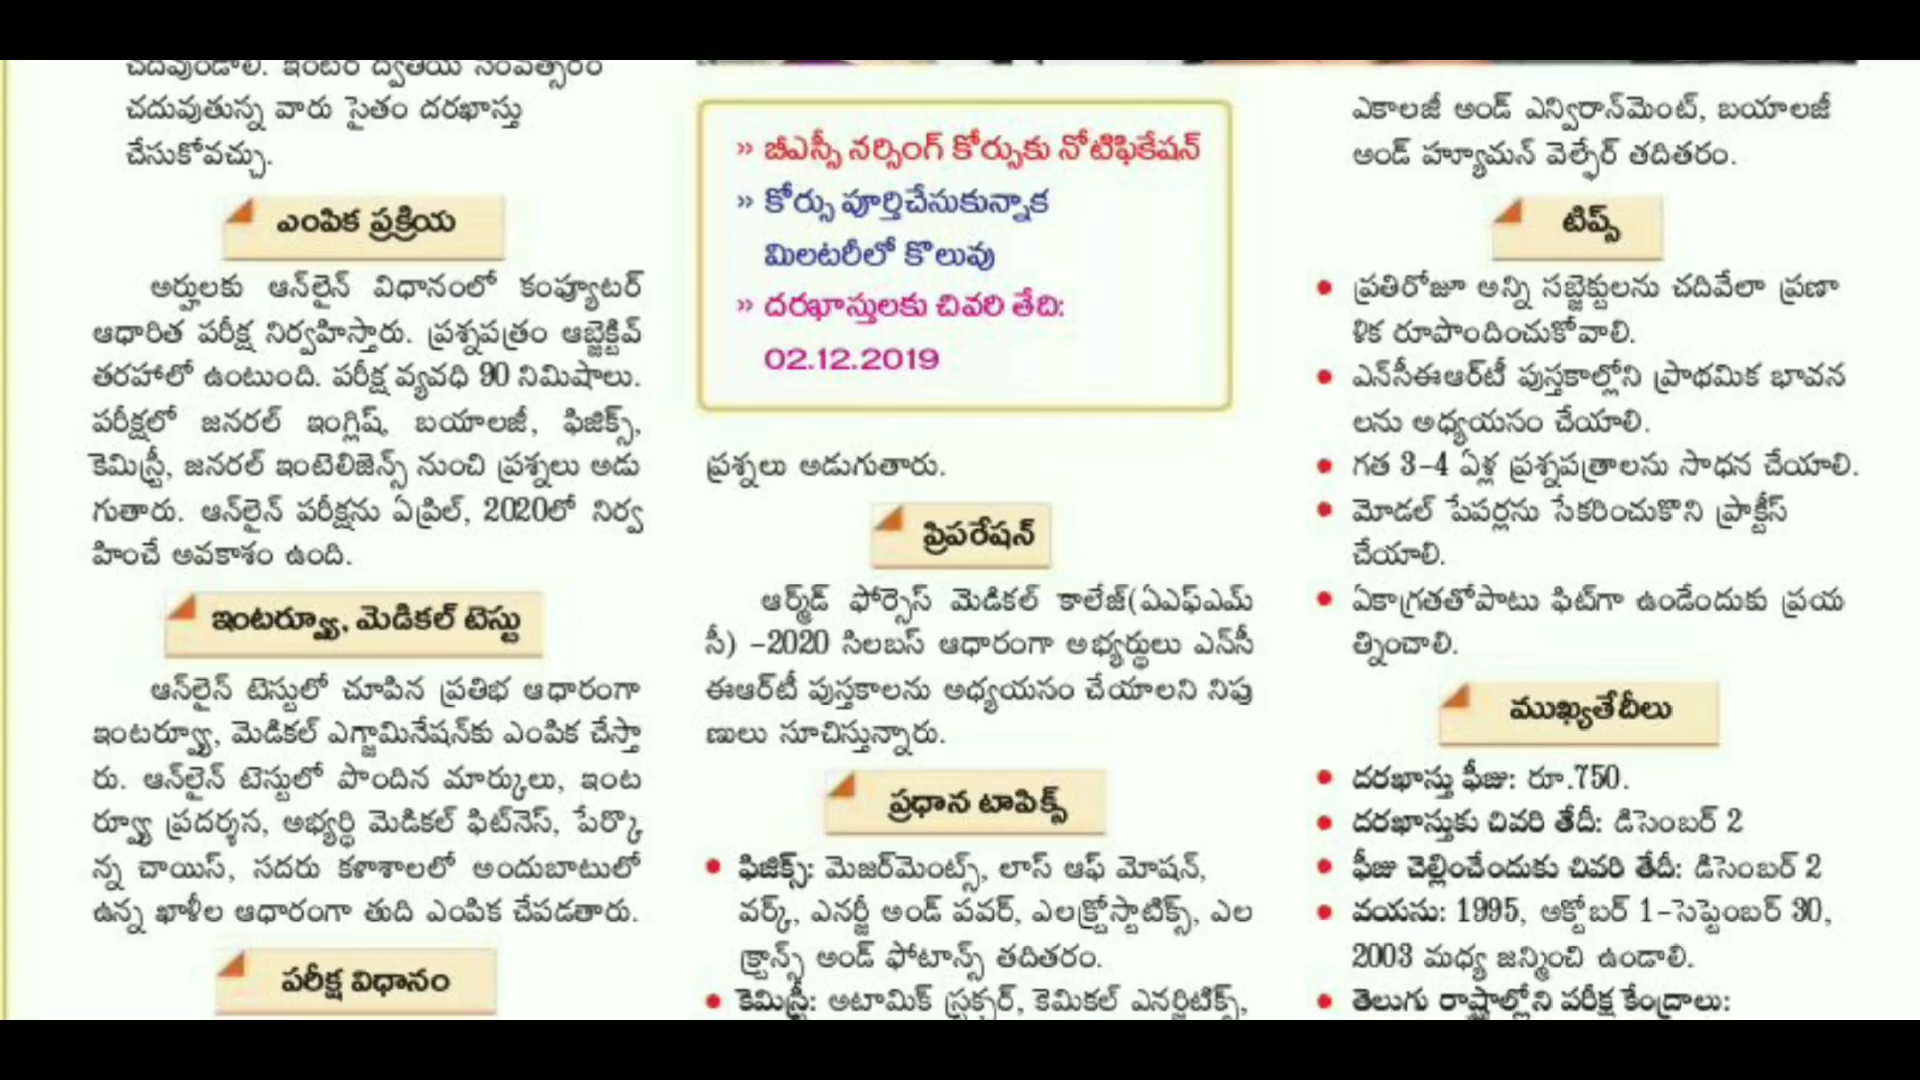 చదివుండాలి. ఇంటర్ ద్వితీయ సంవత్సరం
చదువుతున్న వారు సైతం దరఖాస్తు
చేసుకోవచ్చు.
ఎంపిక ప్రక్రియ
అర్హులకు ఆన్‌లైన్ విధానంలో కంప్యూటర్
ఆధారిత పరీక్ష నిర్వహిస్తారు. ప్రశ్నపత్రం ఆబ్జెక్టివ్
తరహాలో ఉంటుంది. పరీక్ష వ్యవధి 90 నిమిషాలు.
పరీక్షలో జనరల్ ఇంగ్లిష్, బయాలజీ, ఫిజిక్స్,
కెమిస్ట్రీ, జనరల్ ఇంటెలిజెన్స్ నుంచి ప్రశ్నలు అడు
గుతారు. ఆన్‌లైన్ పరీక్షను ఏప్రిల్, 2020లో నిర్వ
హించే అవకాశం ఉంది.
ఇంటర్వ్యూ, మెడికల్ టెస్టు
ఆన్‌లైన్ టెస్టులో చూపిన ప్రతిభ ఆధారంగా
ఇంటర్వ్యూ, మెడికల్ ఎగ్జామినేషన్‌కు ఎంపిక చేస్తా
రు. ఆన్‌లైన్ టెస్టులో పొందిన మార్కులు, ఇంట
ర్వ్యూ ప్రదర్శన, అభ్యర్థి మెడికల్ ఫిట్‌నెస్, పేర్కొ
న్న చాయిస్, సదరు కళాశాలలో అందుబాటులో
ఉన్న ఖాళీల ఆధారంగా తుది ఎంపిక చేపడతారు.
పరీక్ష విధానం
» బీఎస్సీ నర్సింగ్ కోర్సుకు నోటిఫికేషన్
» కోర్సు పూర్తిచేసుకున్నాక
మిలటరీలో కొలువు
» దరఖాస్తులకు చివరి తేది:
02.12.2019
ప్రశ్నలు అడుగుతారు.
ప్రిపరేషన్
ఆర్మ్‌డ్ ఫోర్సెస్ మెడికల్ కాలేజ్(ఏఎఫ్ఎమ్
సీ) -2020 సిలబస్ ఆధారంగా అభ్యర్థులు ఎన్‌సీ
ఈఆర్‌టీ పుస్తకాలను అధ్యయనం చేయాలని నిపు
ణులు సూచిస్తున్నారు.
ప్రధాన టాపిక్స్
• ఫిజిక్స్: మెజర్‌మెంట్స్, లాస్ ఆఫ్ మోషన్,
వర్క్, ఎనర్జీ అండ్ పవర్, ఎలక్ట్రోస్టాటిక్స్, ఎల
క్ట్రాన్స్ అండ్ ఫోటాన్స్ తదితరం.
• కెమిస్ట్రీ: అటామిక్ స్ట్రక్చర్, కెమికల్ ఎనర్జిటిక్స్,
ఎకాలజీ అండ్ ఎన్విరాన్‌మెంట్, బయాలజీ
అండ్ హ్యూమన్ వెల్ఫేర్ తదితరం.
టిప్స్
• ప్రతిరోజూ అన్ని సబ్జెక్టులను చదివేలా ప్రణా
ళిక రూపొందించుకోవాలి.
• ఎన్‌సీఈఆర్‌టీ పుస్తకాల్లోని ప్రాథమిక భావన
లను అధ్యయనం చేయాలి.
• గత 3-4 ఏళ్ల ప్రశ్నపత్రాలను సాధన చేయాలి.
• మోడల్ పేపర్లను సేకరించుకొని ప్రాక్టీస్
చేయాలి.
• ఏకాగ్రతతోపాటు ఫిట్‌గా ఉండేందుకు ప్రయ
త్నించాలి.
ముఖ్యతేదీలు
• దరఖాస్తు ఫీజు: రూ.750.
• దరఖాస్తుకు చివరి తేదీ: డిసెంబర్ 2
• ఫీజు చెల్లించేందుకు చివరి తేదీ: డిసెంబర్ 2
• వయసు: 1995, అక్టోబర్ 1-సెప్టెంబర్ 30,
2003 మధ్య జన్మించి ఉండాలి.
• తెలుగు రాష్ట్రాల్లోని పరీక్ష కేంద్రాలు: